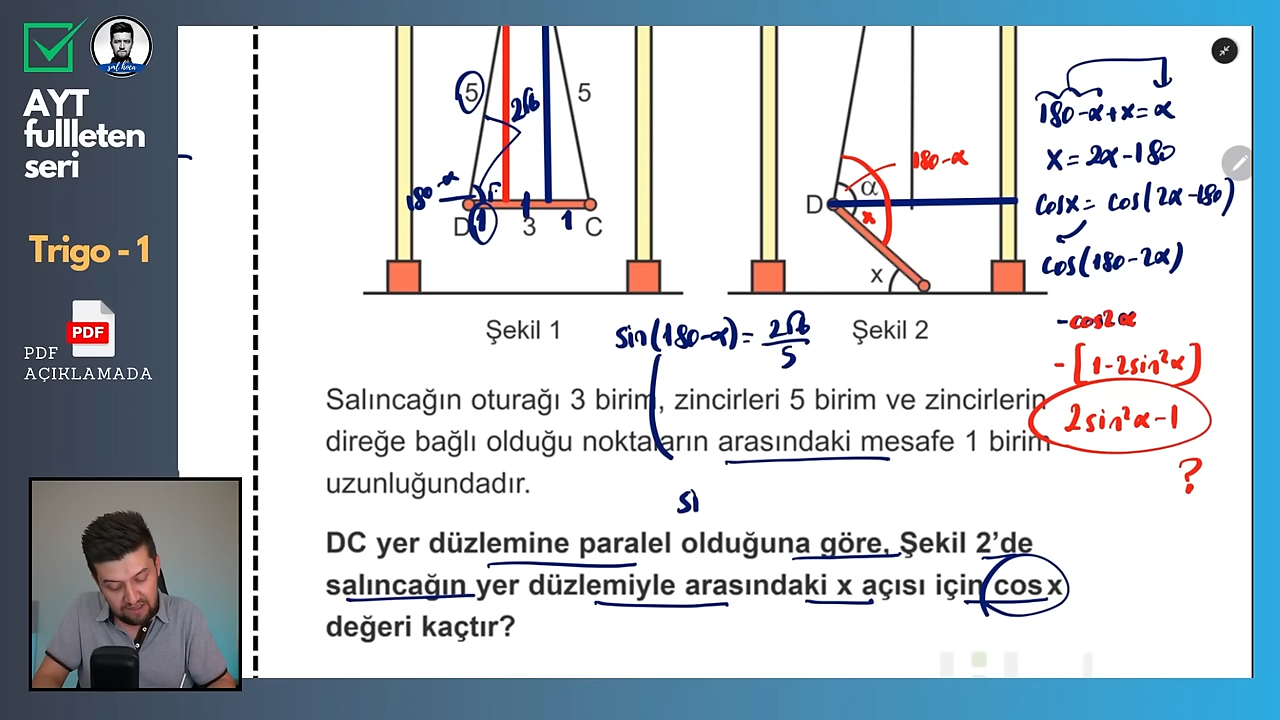 AYT
fullleten
seri
Trigo - 1
PDF
PDF
AÇIKLAMADA
5
2√6
5
180-α
D
1
3
1
1
C
Şekil 1
180-α
α
D
x
x
Şekil 2
180-α+x=α
x=2α-180
cosx= cos(2α-180)
cos(180-2α)
-cos2α
-[1-2sin²α]
2sin²α-1
?
sin(180-α)= 2√6/5
Salıncağın oturağı 3 birim, zincirleri 5 birim ve zincirlerin
direğe bağlı olduğu noktaların arasındaki mesafe 1 birim
uzunluğundadır.
si
DC yer düzlemine paralel olduğuna göre, Şekil 2’de
salıncağın yer düzlemiyle arasındaki x açısı için cos x
değeri kaçtır?